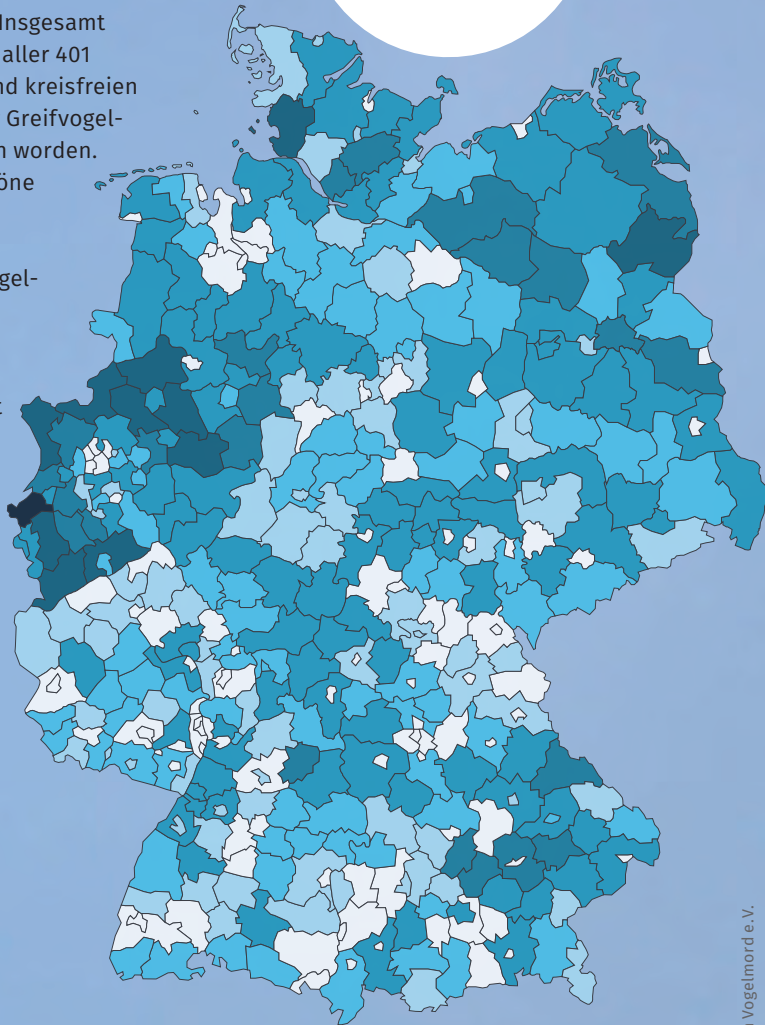 Insgesamt
aller 401
nd kreisfreien
Greifvogel-
n worden.
öne
gel-
t
n Vogelmord e.V.